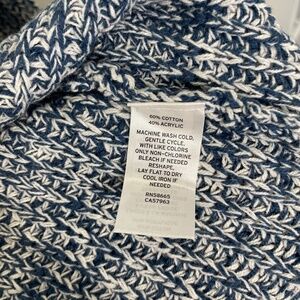 60% COTTON
40% ACRYLIC
MACHINE WASH COLD,
GENTLE CYCLE,
WITH LIKE COLORS
ONLY NON-CHLORINE
BLEACH IF NEEDED
RESHAPE,
LAY FLAT TO DRY
COOL IRON IF
NEEDED
RN58665
CA57963